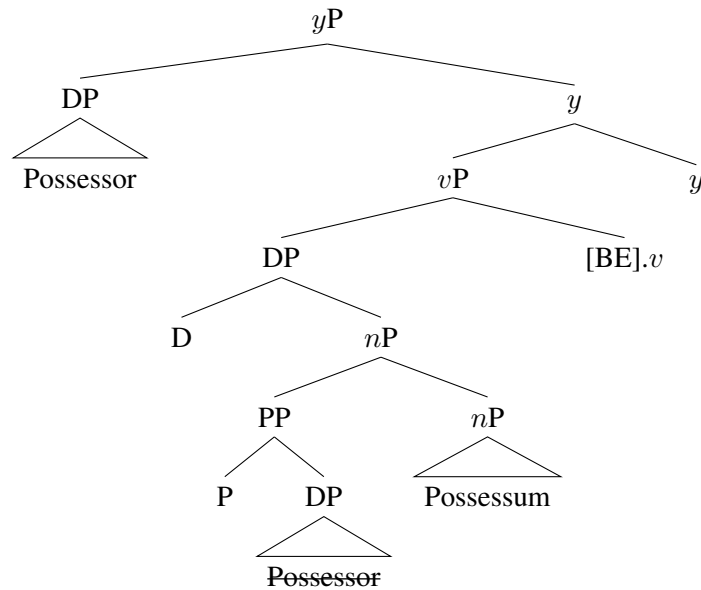 yP
DP y
Possessor vP y
DP [BE].v
D nP
PP nP
P DP Possessum
Possessor